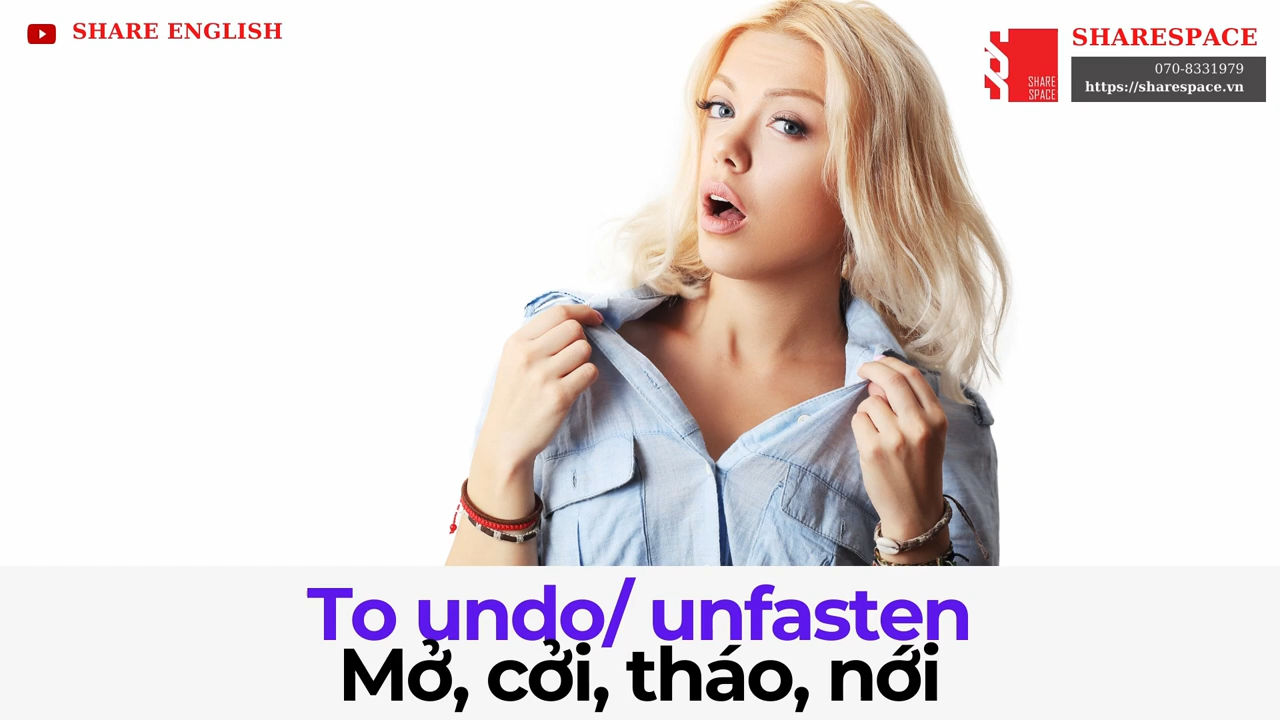 SHARE ENGLISH
SHARE
SPACE
SHARESPACE
070-8331979
https://sharespace.vn
To undo/ unfasten
Mở, cởi, tháo, nới